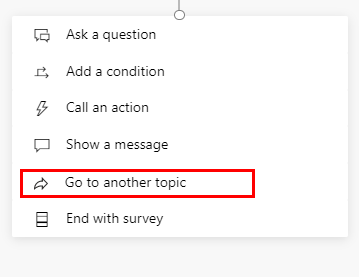 Ask a question
Add a condition
Call an action
Show a message
Go to another topic
End with survey